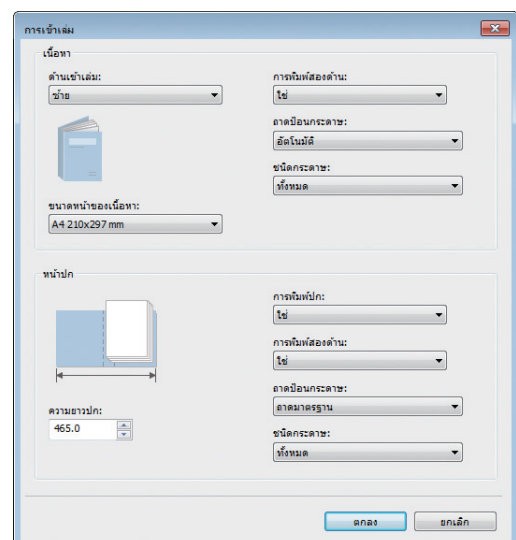 การเข้าเล่ม
เนื้อหา
ด้านเข้าเล่ม:
ซ้าย
ขนาดหน้าของเนื้อหา:
A4 210x297 mm
การพิมพ์สองด้าน:
ใช่
ถาดป้อนกระดาษ:
อัตโนมัติ
ชนิดกระดาษ:
ทั้งหมด
หน้าปก
ความยาวปก:
465.0
การพิมพ์ปก:
ใช่
การพิมพ์สองด้าน:
ใช่
ถาดป้อนกระดาษ:
ถาดมาตรฐาน
ชนิดกระดาษ:
ทั้งหมด
ตกลง
ยกเลิก